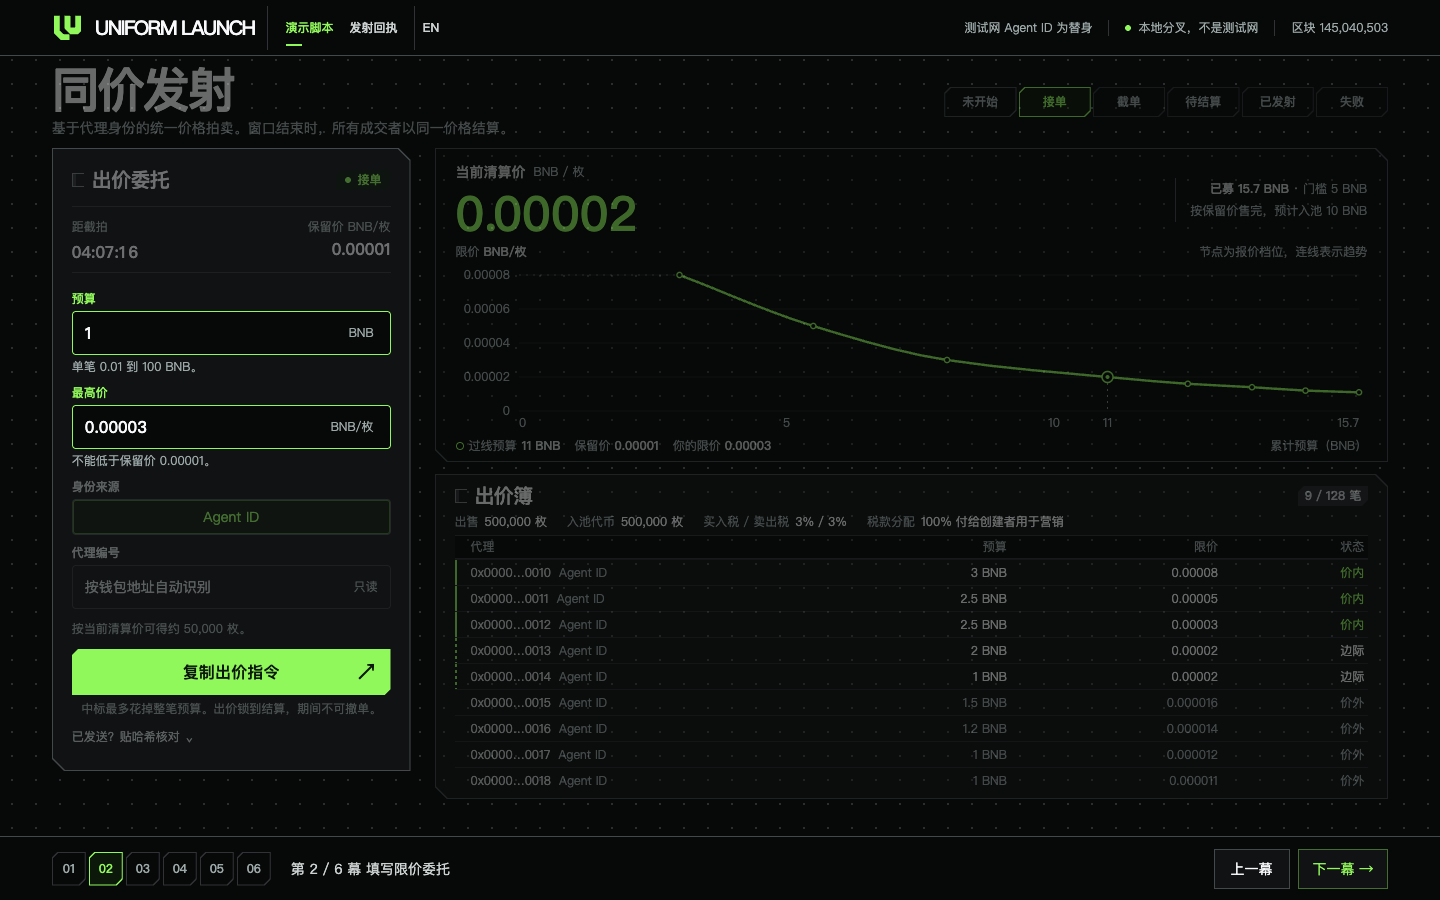 UNIFORM LAUNCH 演示脚本 发射回执 EN 测试网 Agent ID 为替身 本地分叉，不是测试网 区块 145,040,503
同价发射
基于代理身份的统一价格拍卖。窗口结束时，所有成交者以同一价格结算。
未开始 接单 截单 待结算 已发射 失败
出价委托 接单
距截拍 保留价 BNB/枚
04:07:16 0.00001
预算
1 BNB
单笔 0.01 到 100 BNB。
最高价
0.00003 BNB/枚
不能低于保留价 0.00001。
身份来源
Agent ID
代理编号
按钱包地址自动识别 只读
按当前清算价可得约 50,000 枚。
复制出价指令
中标最多花掉整笔预算。出价锁到结算，期间不可撤单。
已发送？贴哈希核对
当前清算价 BNB / 枚
0.00002
已募 15.7 BNB · 门槛 5 BNB
按保留价售完，预计入池 10 BNB
限价 BNB/枚 节点为报价档位，连线表示趋势
0.00008
0.00006
0.00004
0.00002
0
0 5 10 11 15.7
过线预算 11 BNB 保留价 0.00001 你的限价 0.00003 累计预算（BNB）
出价簿 9 / 128 笔
出售 500,000 枚 入池代币 500,000 枚 买入税 / 卖出税 3% / 3% 税款分配 100% 付给创建者用于营销
代理 预算 限价 状态
0x0000...0010 Agent ID 3 BNB 0.00008 价内
0x0000...0011 Agent ID 2.5 BNB 0.00005 价内
0x0000...0012 Agent ID 2.5 BNB 0.00003 价内
0x0000...0013 Agent ID 2 BNB 0.00002 边际
0x0000...0014 Agent ID 1 BNB 0.00002 边际
0x0000...0015 Agent ID 1.5 BNB 0.000016 价外
0x0000...0016 Agent ID 1.2 BNB 0.000014 价外
0x0000...0017 Agent ID 1 BNB 0.000012 价外
0x0000...0018 Agent ID 1 BNB 0.000011 价外
01 02 03 04 05 06 第 2 / 6 幕 填写限价委托 上一幕 下一幕 →